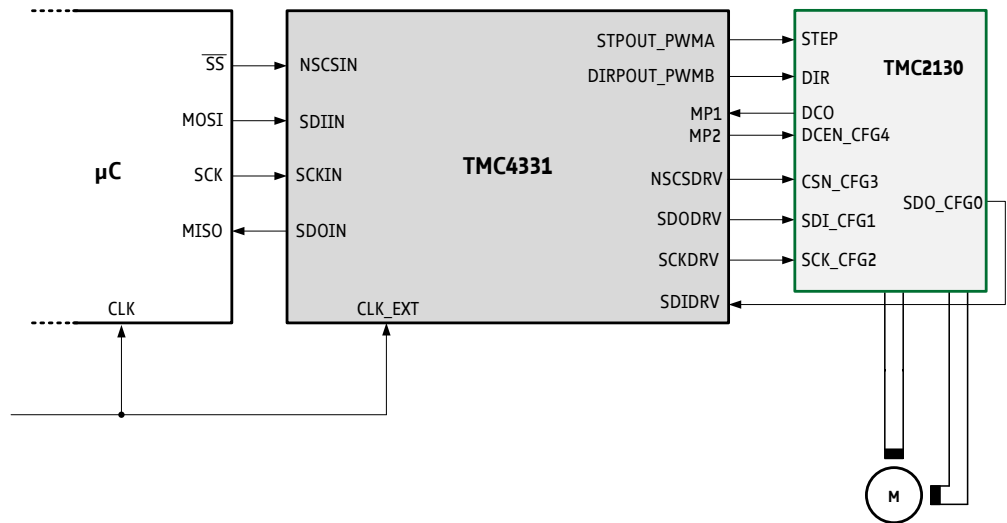 STPOUT_PWMA
STEP
TMC2130
SS
NSCSIN
DIRPOUT_PWMB
DIR
MP1
DCO
MOSI
SDIIN
MP2
DCEN_CFG4
µC
TMC4331
SCK
SCKIN
NSCSDRV
CSN_CFG3
SDO_CFG0
MISO
SDOIN
SDODRV
SDI_CFG1
SCKDRV
SCK_CFG2
SDIDRV
CLK
CLK_EXT
M